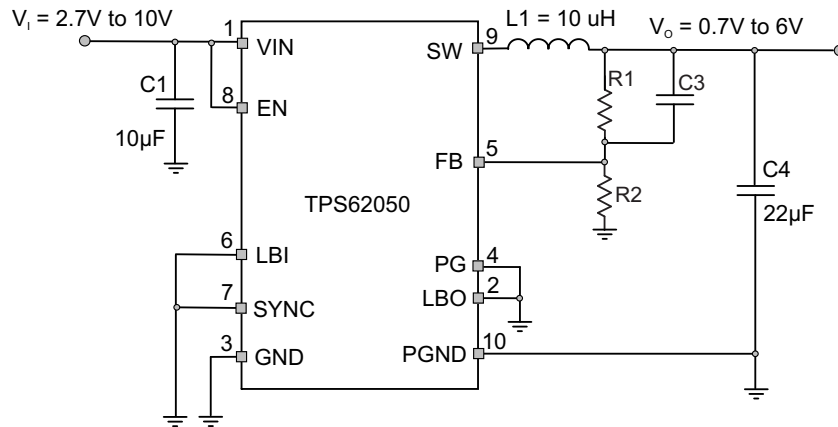 V_I = 2.7V to 10V
L1 = 10 uH
V_O = 0.7V to 6V
1
VIN
SW
9
C1
10µF
8
EN
R1
C3
FB
5
TPS62050
R2
C4
22µF
6
LBI
PG
4
LBO
2
7
SYNC
3
GND
PGND
10